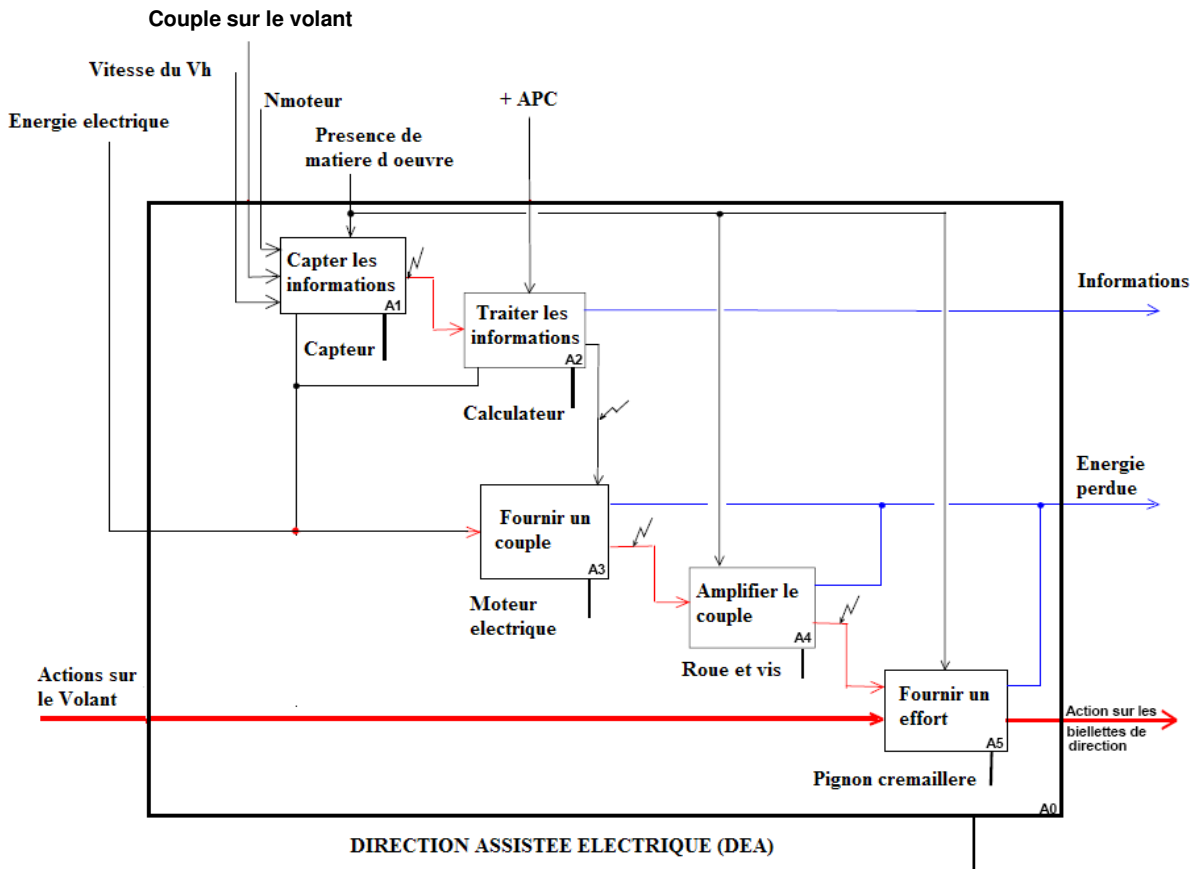 Couple sur le volant
Vitesse du Vh
Nmoteur
+ APC
Energie electrique
Presence de
matiere d oeuvre
Capter les
informations
A1
Capteur
Traiter les
informations
A2
Calculateur
Informations
Energie
perdue
Fournir un
couple
A3
Moteur
electrique
Amplifier le
couple
A4
Roue et vis
Actions sur
le Volant
Fournir un
effort
A5
Pignon cremaillere
Action sur les
biellettes de
direction
A0
DIRECTION ASSISTEE ELECTRIQUE (DEA)